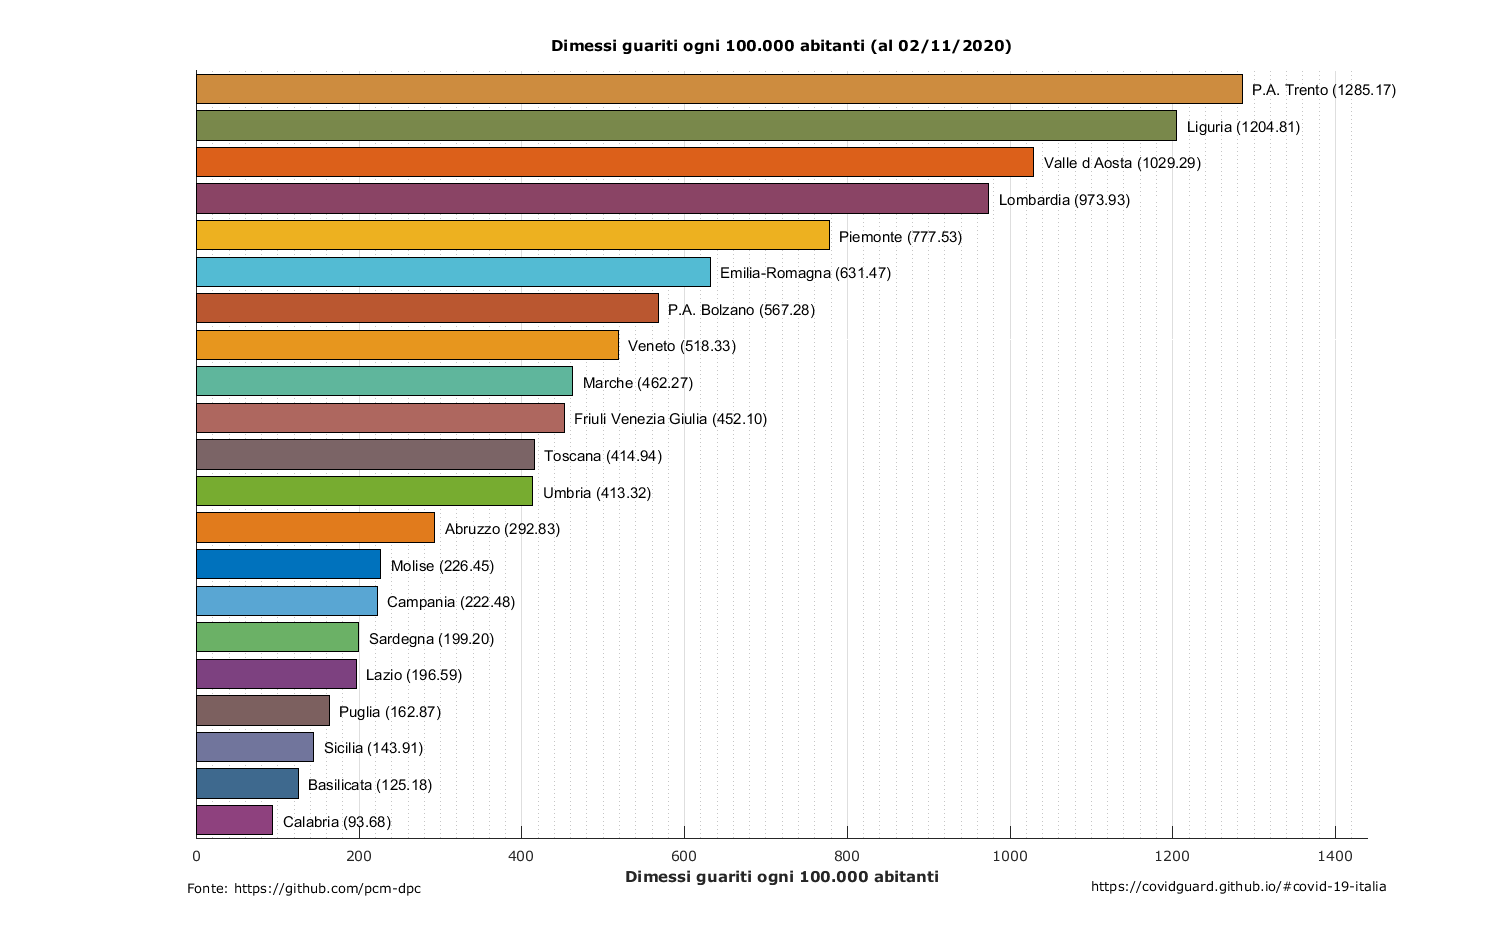 Dimessi guariti ogni 100.000 abitanti (al 02/11/2020)
P.A. Trento (1285.17)
Liguria (1204.81)
Valle d Aosta (1029.29)
Lombardia (973.93)
Piemonte (777.53)
Emilia-Romagna (631.47)
P.A. Bolzano (567.28)
Veneto (518.33)
Marche (462.27)
Friuli Venezia Giulia (452.10)
Toscana (414.94)
Umbria (413.32)
Abruzzo (292.83)
Molise (226.45)
Campania (222.48)
Sardegna (199.20)
Lazio (196.59)
Puglia (162.87)
Sicilia (143.91)
Basilicata (125.18)
Calabria (93.68)
0 200 400 600 800 1000 1200 1400
Dimessi guariti ogni 100.000 abitanti
Fonte: https://github.com/pcm-dpc
https://covidguard.github.io/#covid-19-italia